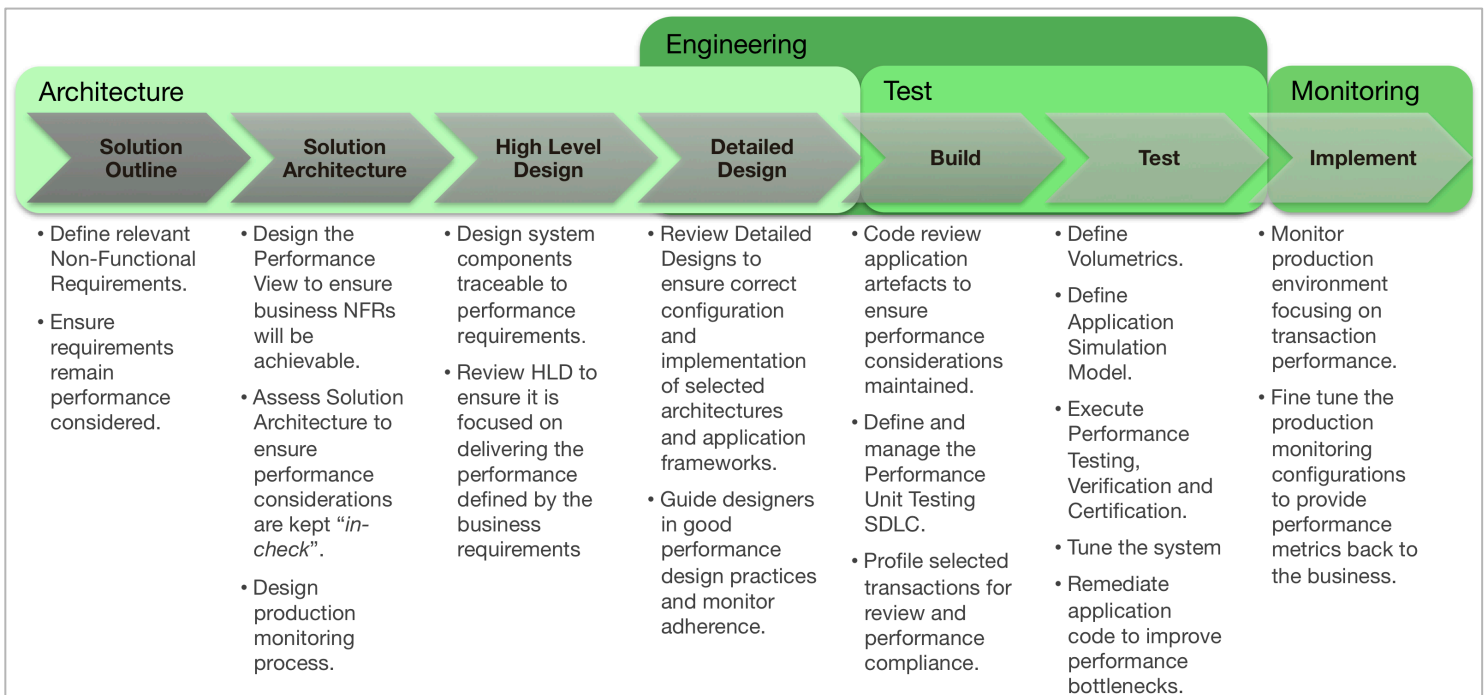 Engineering
Architecture
Test
Monitoring
Solution
Outline
Solution
Architecture
High Level
Design
Detailed
Design
Build
Test
Implement
• Define relevant
Non-Functional
Requirements.
• Ensure
requirements
remain
performance
considered.
• Design the
Performance
View to ensure
business NFRs
will be
achievable.
• Assess Solution
Architecture to
ensure
performance
considerations
are kept “in-
check”.
• Design
production
monitoring
process.
• Design system
components
traceable to
performance
requirements.
• Review HLD to
ensure it is
focused on
delivering the
performance
defined by the
business
requirements
• Review Detailed
Designs to
ensure correct
configuration
and
implementation
of selected
architectures
and application
frameworks.
• Guide designers
in good
performance
design practices
and monitor
adherence.
• Code review
application
artefacts to
ensure
performance
considerations
maintained.
• Define and
manage the
Performance
Unit Testing
SDLC.
• Profile selected
transactions for
review and
performance
compliance.
• Define
Volumetrics.
• Define
Application
Simulation
Model.
• Execute
Performance
Testing,
Verification and
Certification.
• Tune the system
• Remediate
application
code to improve
performance
bottlenecks.
• Monitor
production
environment
focusing on
transaction
performance.
• Fine tune the
production
monitoring
configurations
to provide
performance
metrics back to
the business.